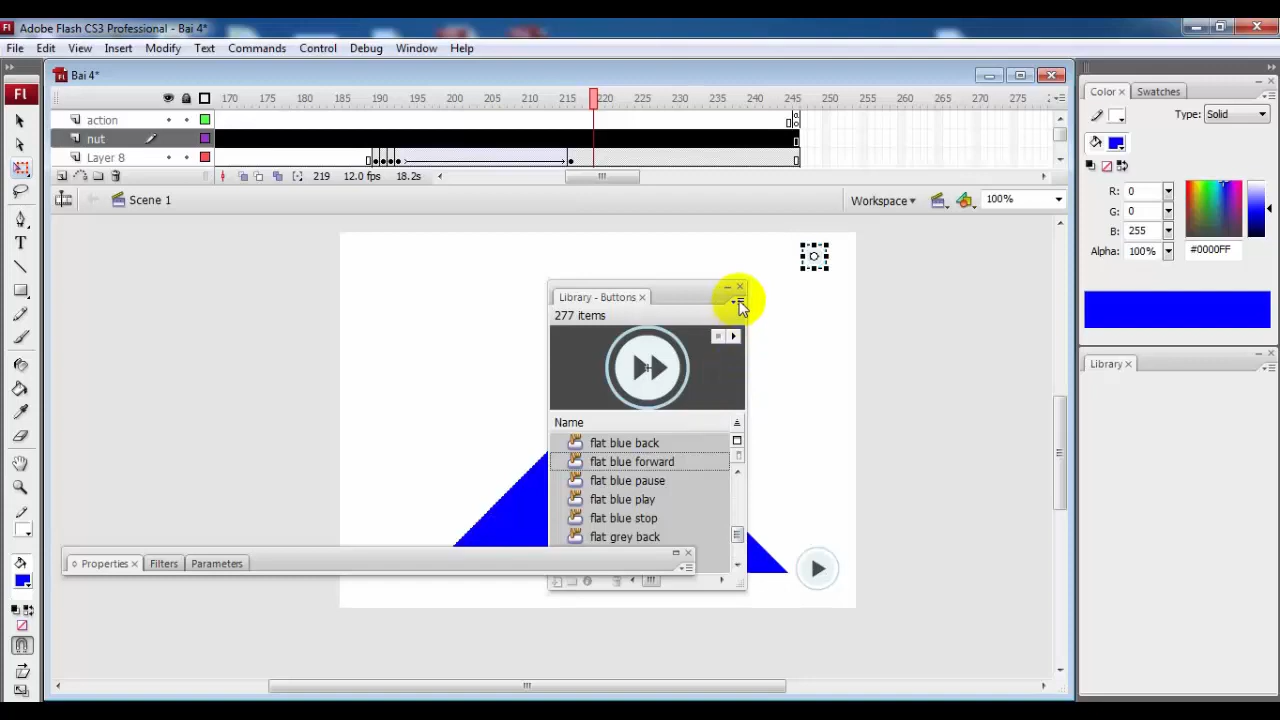 Adobe Flash CS3 Professional - Bai 4*
File Edit View Insert Modify Text Commands Control Debug Window Help
Bai 4*
170 175 180 185 190 195 200 205 210 215 220 225 230 235 240 245 250 255 260 265 270 275
action
nut
Layer 8
219 12.0 fps 18.2s
Scene 1
Workspace
100%
Library - Buttons
277 items
Name
flat blue back
flat blue forward
flat blue pause
flat blue play
flat blue stop
flat grey back
Properties Filters Parameters
Fl
Color Swatches
Type: Solid
R: 0
G: 0
B: 255
Alpha: 100% #0000FF
Library